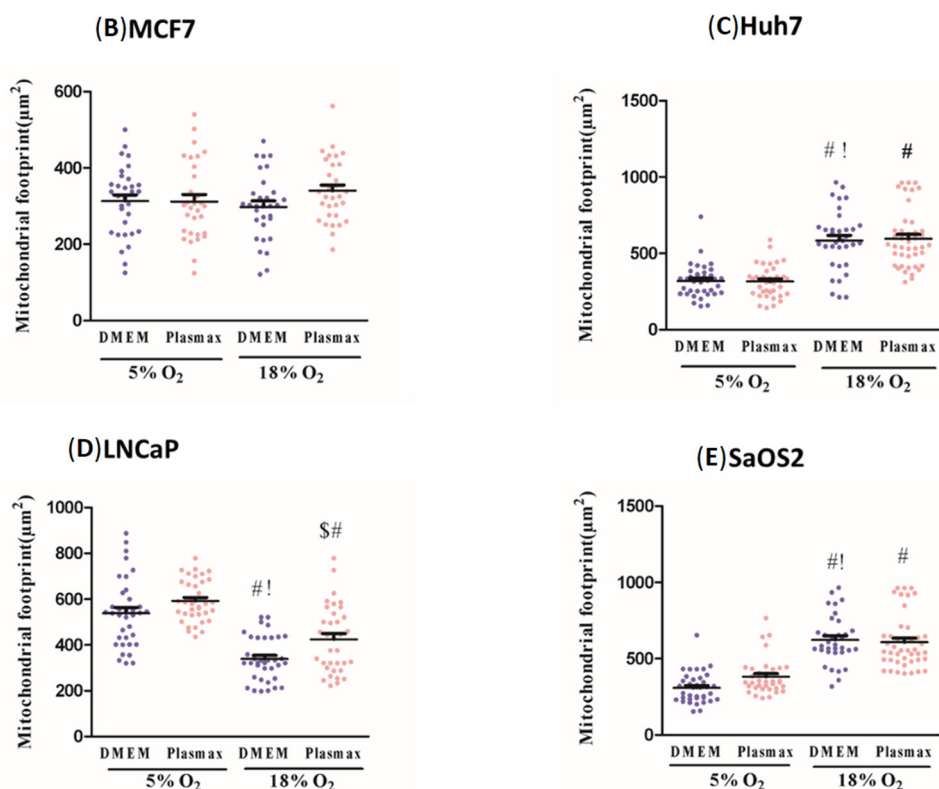 (B)MCF7
Mitochondrial footprint(µm²)
600
400
200
0
DMEM Plasmax DMEM Plasmax
5% O₂ 18% O₂
(C)Huh7
Mitochondrial footprint(µm²)
1500
1000
500
0
# !
#
DMEM Plasmax DMEM Plasmax
5% O₂ 18% O₂
(D)LNCaP
Mitochondrial footprint(µm²)
1000
800
600
400
200
0
#!
$#
DMEM Plasmax DMEM Plasmax
5% O₂ 18% O₂
(E)SaOS2
Mitochondrial footprint(µm²)
1500
1000
500
0
#!
#
DMEM Plasmax DMEM Plasmax
5% O₂ 18% O₂